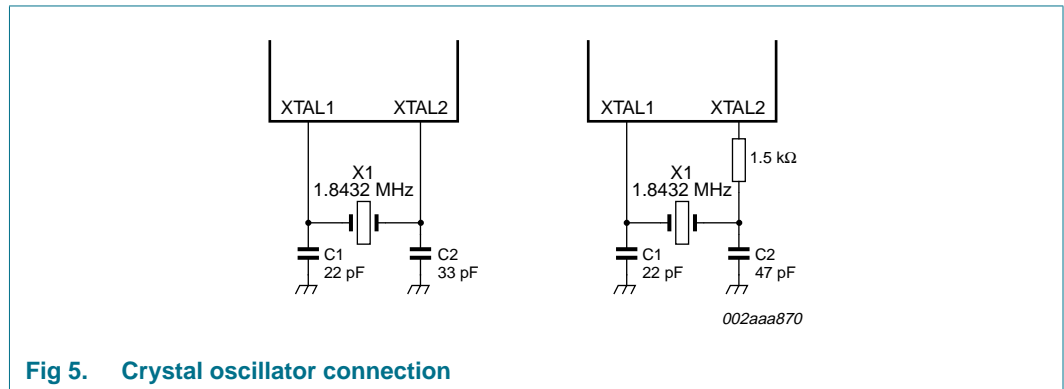 XTAL1 XTAL2
X1
1.8432 MHz
C1
22 pF
C2
33 pF
XTAL1 XTAL2
1.5 kΩ
X1
1.8432 MHz
C1
22 pF
C2
47 pF
002aaa870
Fig 5. Crystal oscillator connection